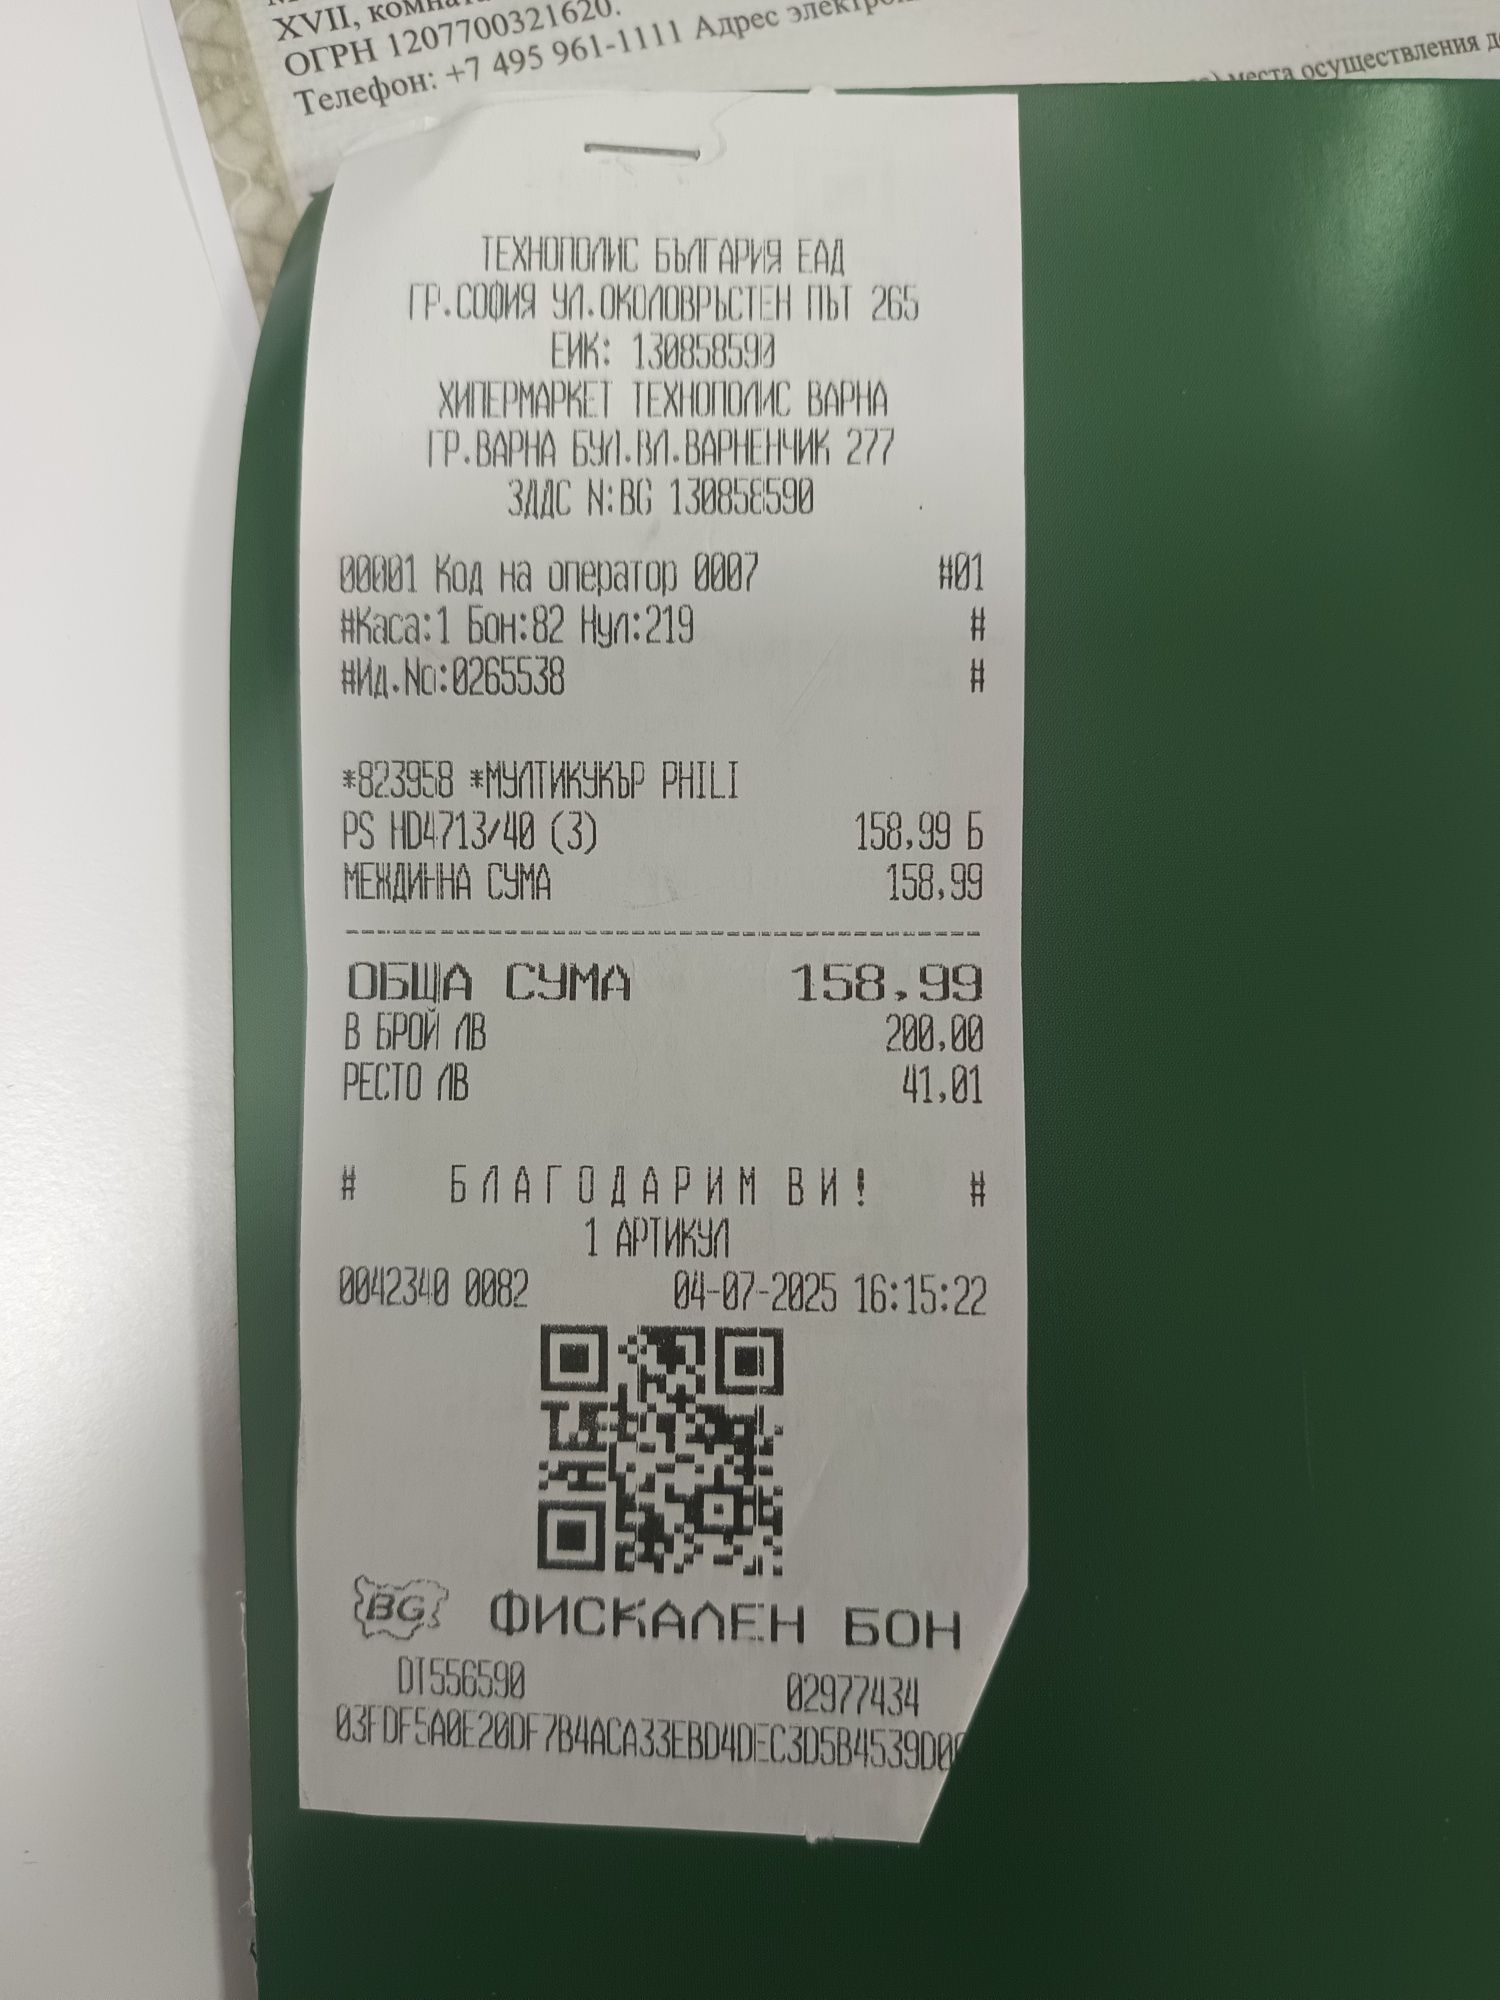 XVII,
ОГРН 1207700321620.
Телефон: +7 495 961-1111 Адрес
места осуществления
ТЕХНОПОЛИС БЪЛГАРИЯ ЕАД
ГР.СОФИЯ УЛ.ОКОЛОВРЪСТЕН ПЪТ 265
ЕИК: 130858590
ХИПЕРМАРКЕТ ТЕХНОПОЛИС ВАРНА
ГР.ВАРНА БУЛ.ВЛ.ВАРНЕНЧИК 277
ЗДДС N:BG 130858590
00001 Код на оператор 0007 #01
#Каса:1 Бон:82 Нул:219 #
#Ид.No:0265538 #
*823958 *МУЛТИКУКЪР PHILI
PS HD4713/40 (3) 158,99 Б
МЕЖДИННА СУМА 158,99
ОБЩА СУМА 158.99
В БРОЙ ЛВ 200,00
РЕСТО ЛВ 41,01
# БЛАГОДАРИМ ВИ! #
1 АРТИКУЛ
0042340 0082 04-07-2025 16:15:22
BG ФИСКАЛЕН БОН
DT556590 02977434
03FDF5A0E20DF7B4ACA33EBD4DEC3D5B4539D0